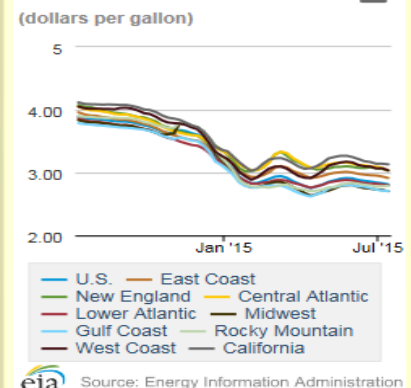 (dollars per gallon)
5
4.00
3.00
2.00
Jan '15 Jul '15
U.S. East Coast
New England Central Atlantic
Lower Atlantic Midwest
Gulf Coast Rocky Mountain
West Coast California
eia Source: Energy Information Administration